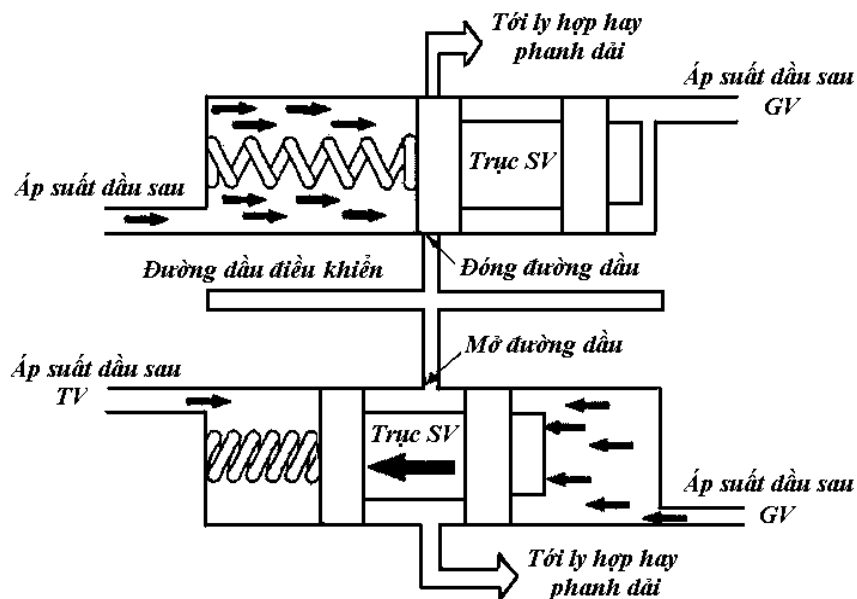 Tới ly hợp hay
phanh dải
Áp suất dầu sau
GV
Trục SV
Áp suất dầu sau
Đường dầu điều khiển
Đóng đường dầu
Mở đường dầu
Áp suất dầu sau
TV
Trục SV
Áp suất dầu sau
GV
Tới ly hợp hay
phanh dải